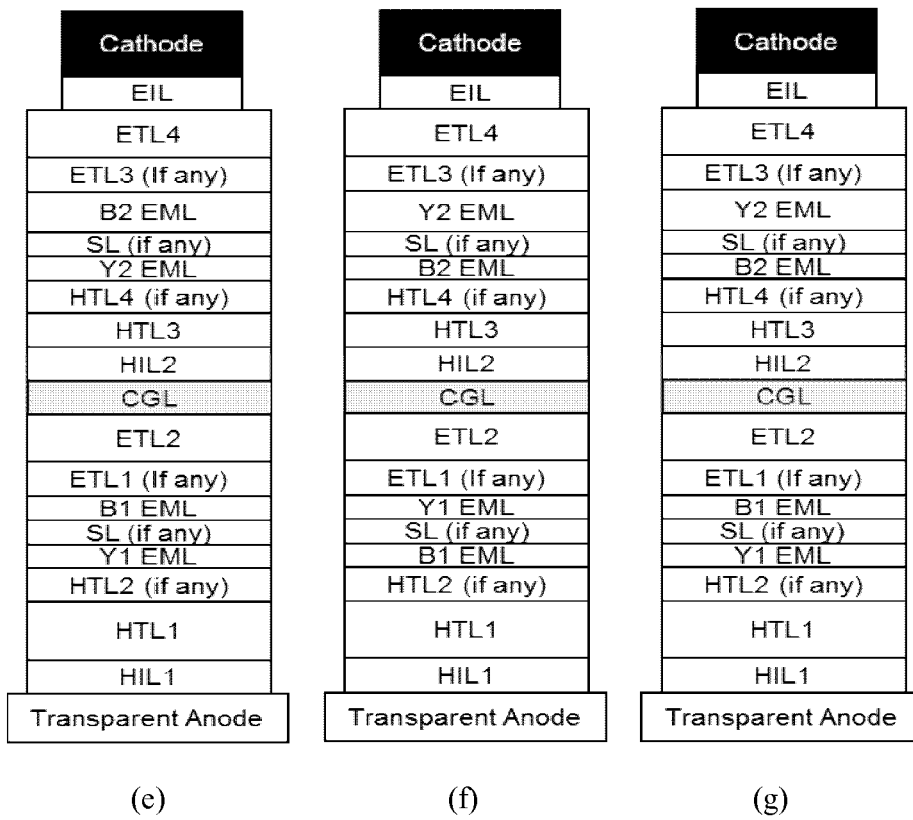 Cathode
EIL
ETL4
ETL3 (If any)
B2 EML
SL (if any)
Y2 EML
HTL4 (if any)
HTL3
HIL2
CGL
ETL2
ETL1 (If any)
B1 EML
SL (if any)
Y1 EML
HTL2 (if any)
HTL1
HIL1
Transparent Anode
(e)
Cathode
EIL
ETL4
ETL3 (If any)
Y2 EML
SL (if any)
B2 EML
HTL4 (if any)
HTL3
HIL2
CGL
ETL2
ETL1 (If any)
Y1 EML
SL (if any)
B1 EML
HTL2 (if any)
HTL1
HIL1
Transparent Anode
(f)
Cathode
EIL
ETL4
ETL3 (If any)
Y2 EML
SL (if any)
B2 EML
HTL4 (if any)
HTL3
HIL2
CGL
ETL2
ETL1 (If any)
B1 EML
SL (if any)
Y1 EML
HTL2 (if any)
HTL1
HIL1
Transparent Anode
(g)